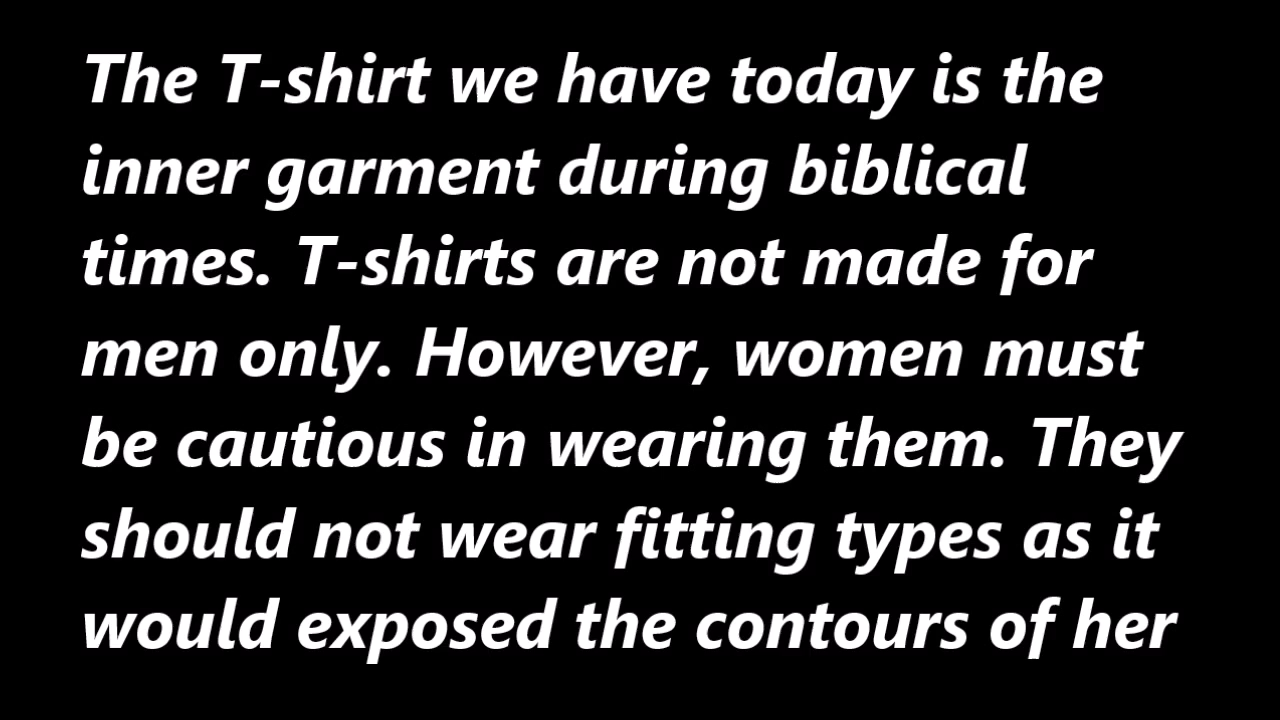 The T-shirt we have today is the
inner garment during biblical
times. T-shirts are not made for
men only. However, women must
be cautious in wearing them. They
should not wear fitting types as it
would exposed the contours of her